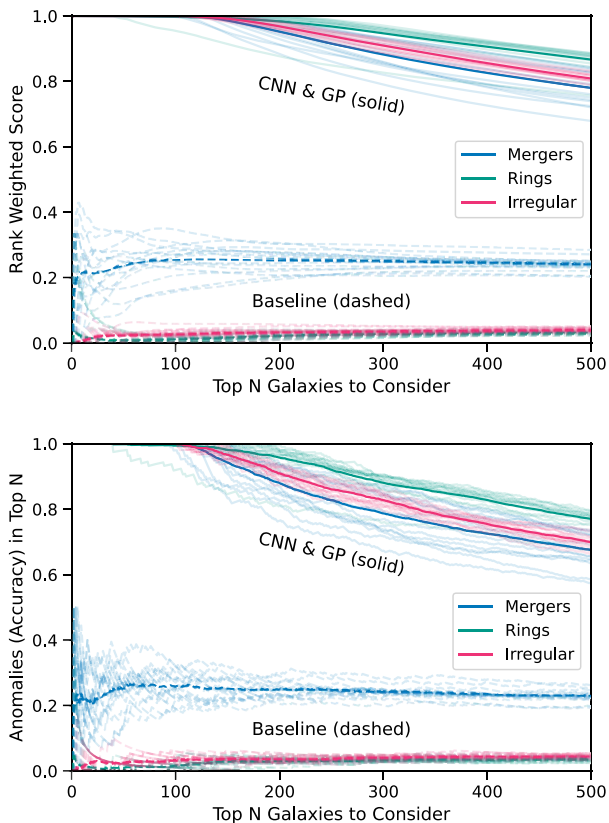 1.0
0.8
0.6
0.4
0.2
0.0
Rank Weighted Score
CNN & GP (solid)
Mergers
Rings
Irregular
Baseline (dashed)
0
100
200
300
400
500
Top N Galaxies to Consider
1.0
0.8
0.6
0.4
0.2
0.0
Anomalies (Accuracy) in Top N
CNN & GP (solid)
Mergers
Rings
Irregular
Baseline (dashed)
0
100
200
300
400
500
Top N Galaxies to Consider